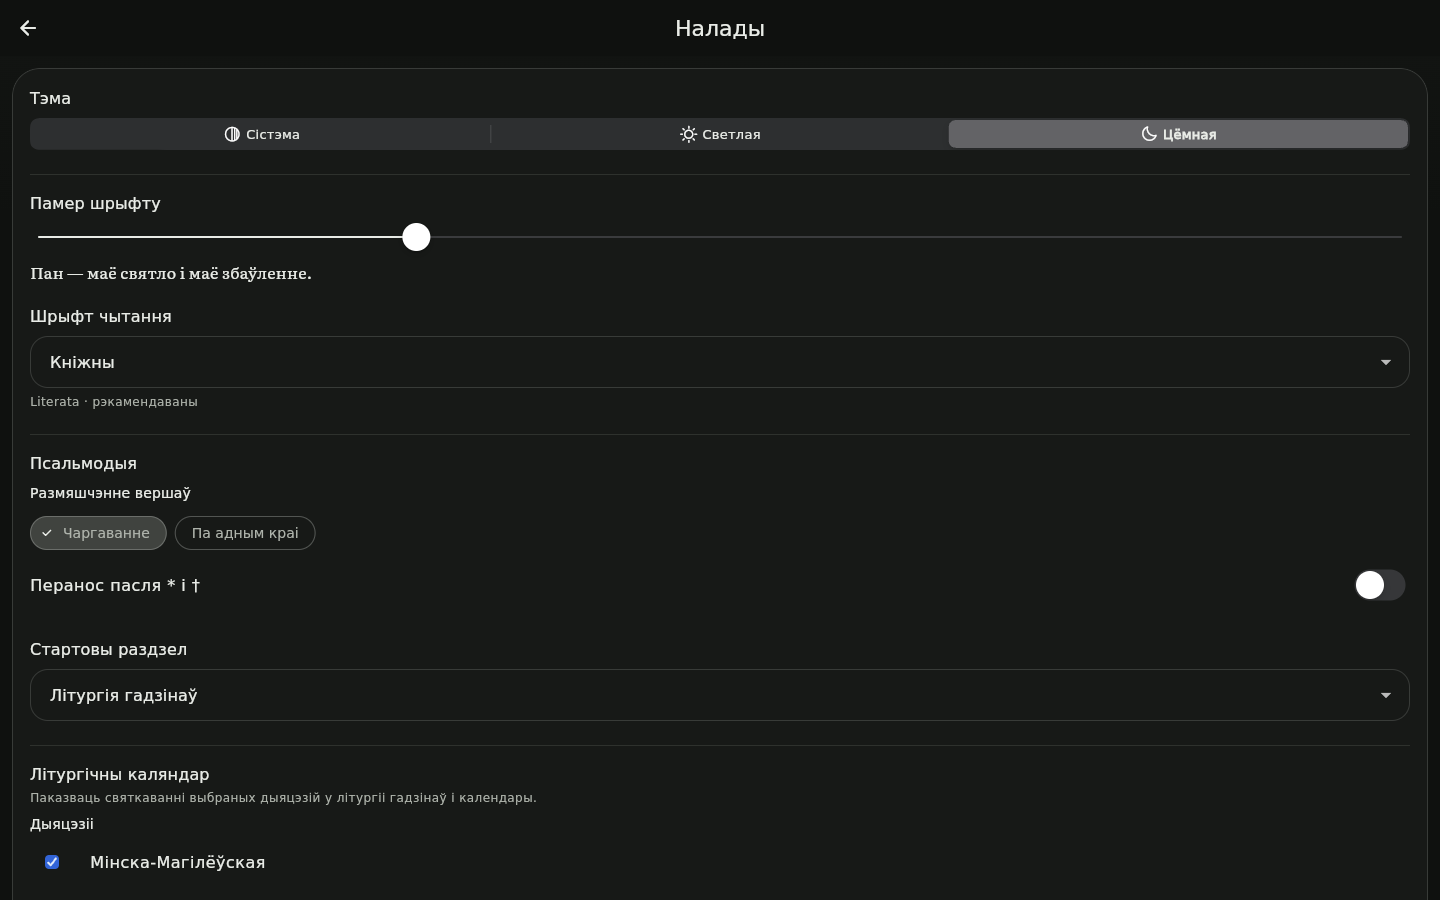 Налады
Тэма
Сістэма
Светлая
Цёмная
Памер шрыфту
Пан — маё святло і маё збаўленне.
Шрыфт чытання
Кніжны
Literata · рэкамендаваны
Псальмодыя
Размяшчэнне вершаў
Чаргаванне
Па адным краі
Перанос пасля * і †
Стартовы раздзел
Літургія гадзінаў
Літургічны каляндар
Паказваць святкаванні выбраных дыяцэзій у літургіі гадзінаў і календары.
Дыяцэзіі
Мінска-Магілёўская